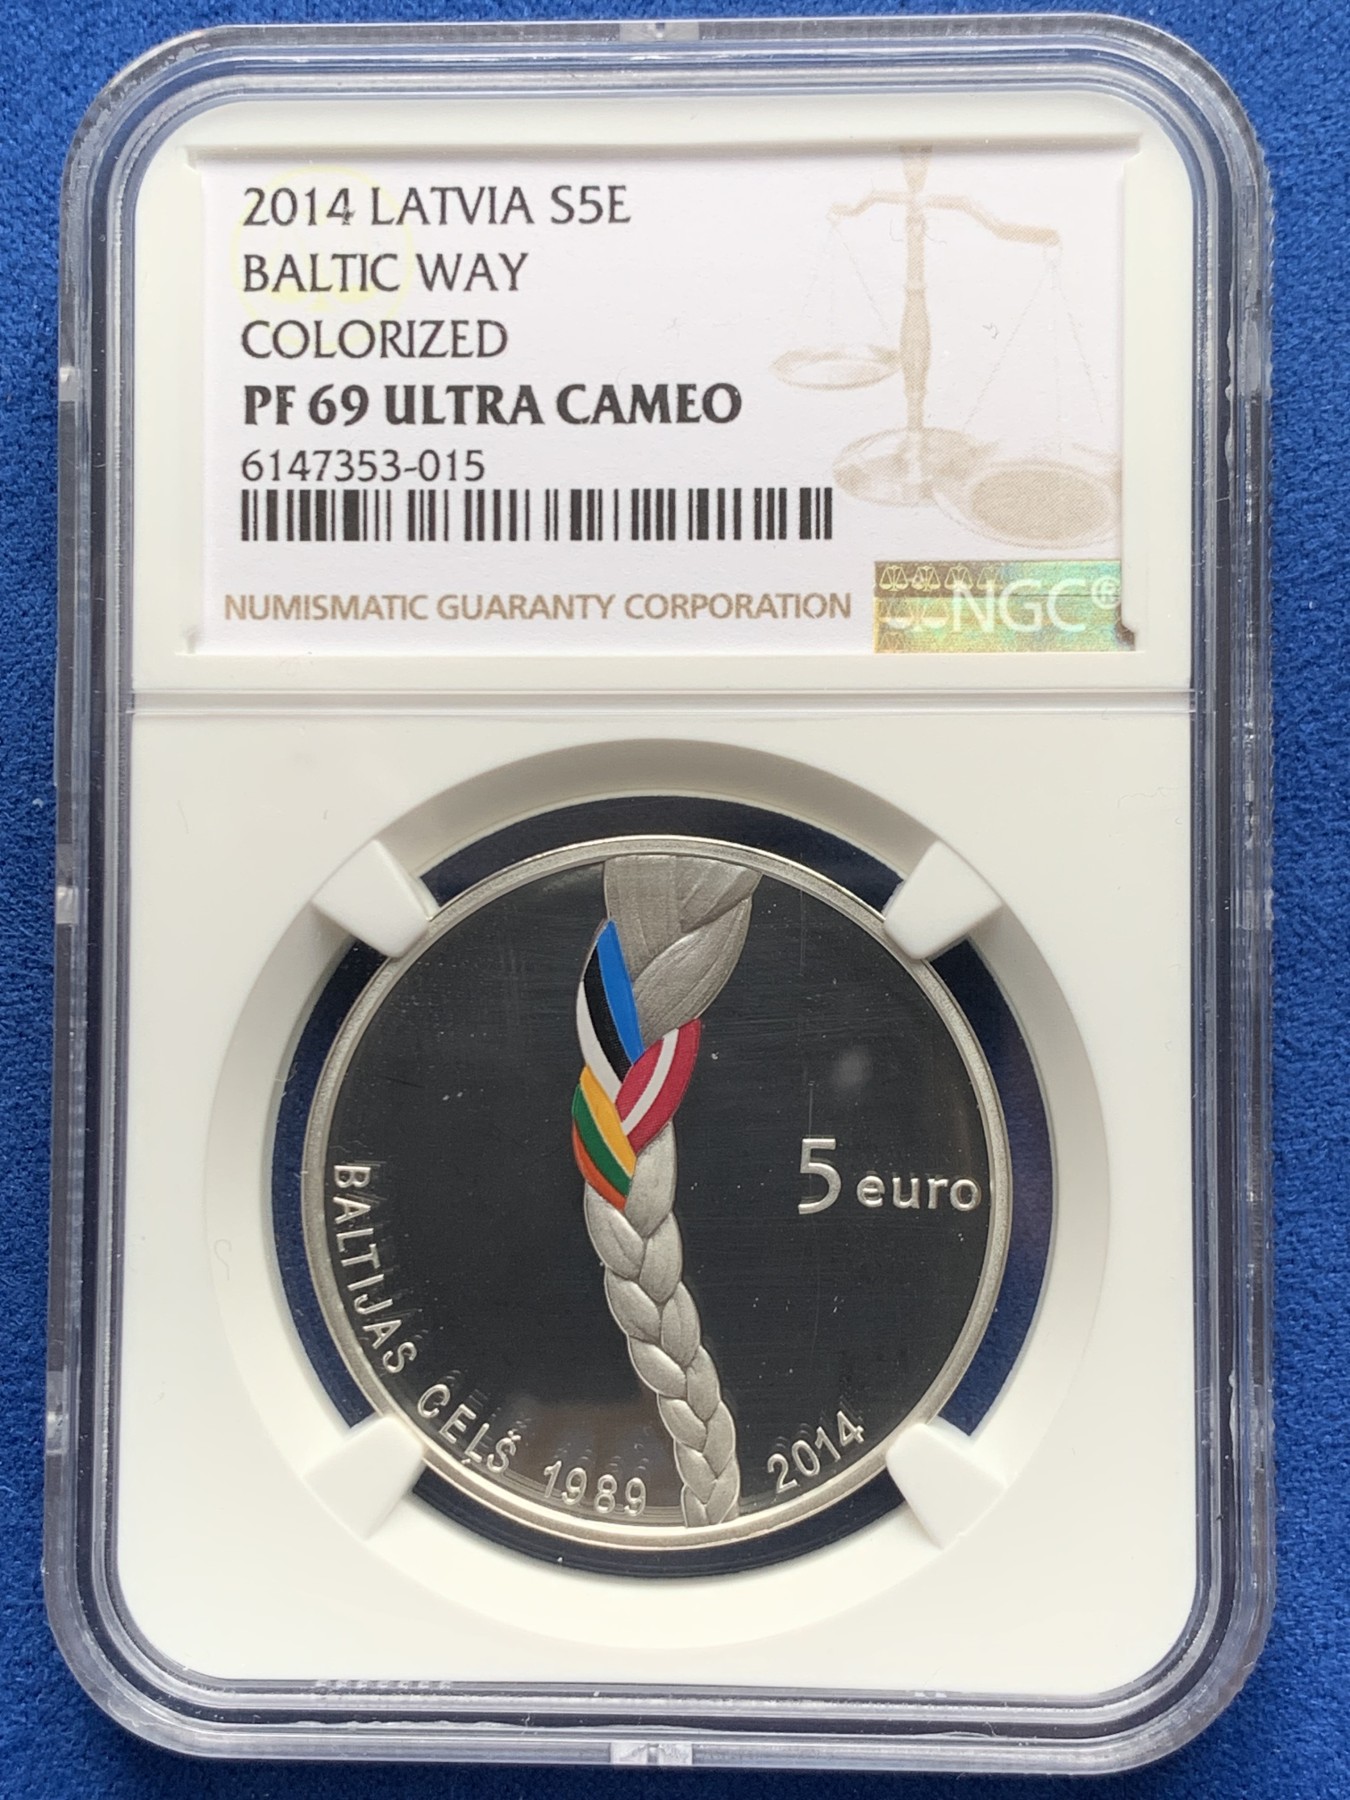 2014 LATVIA S5E
BALTIC WAY
COLORIZED
PF 69 ULTRA CAMEO
6147353-015
NUMISMATIC GUARANTY CORPORATION
NGC®
5 euro
BALTIJAS CEĻŠ 1989
2014